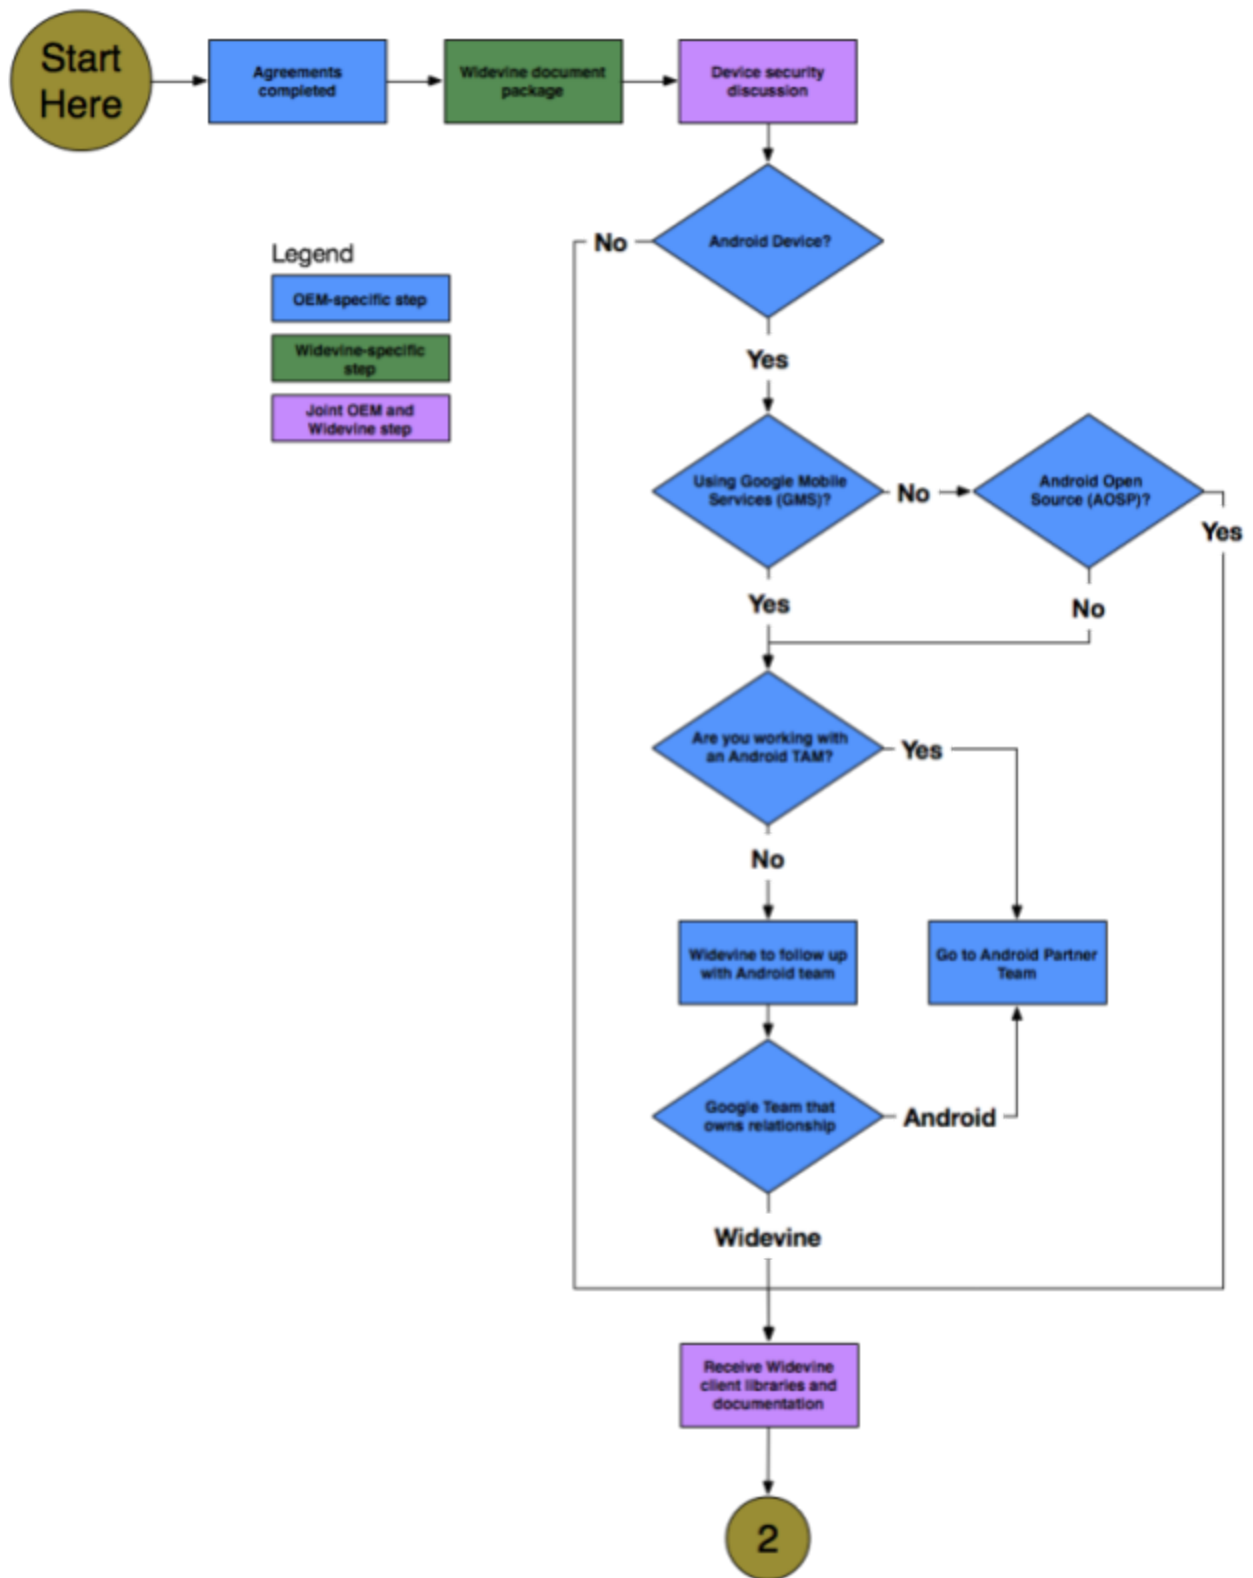 Start
Here
Agreements
completed
Widevine document
package
Device security
discussion
No
Android Device?
Legend
OEM-specific step
Widevine-specific
step
Joint OEM and
Widevine step
Yes
Using Google Mobile
Services (GMS)?
No
Android Open
Source (AOSP)?
Yes
Yes
No
Are you working with
an Android TAM?
Yes
No
Widevine to follow up
with Android team
Go to Android Partner
Team
Google Team that
owns relationship
Android
Widevine
Receive Widevine
client libraries and
documentation
2